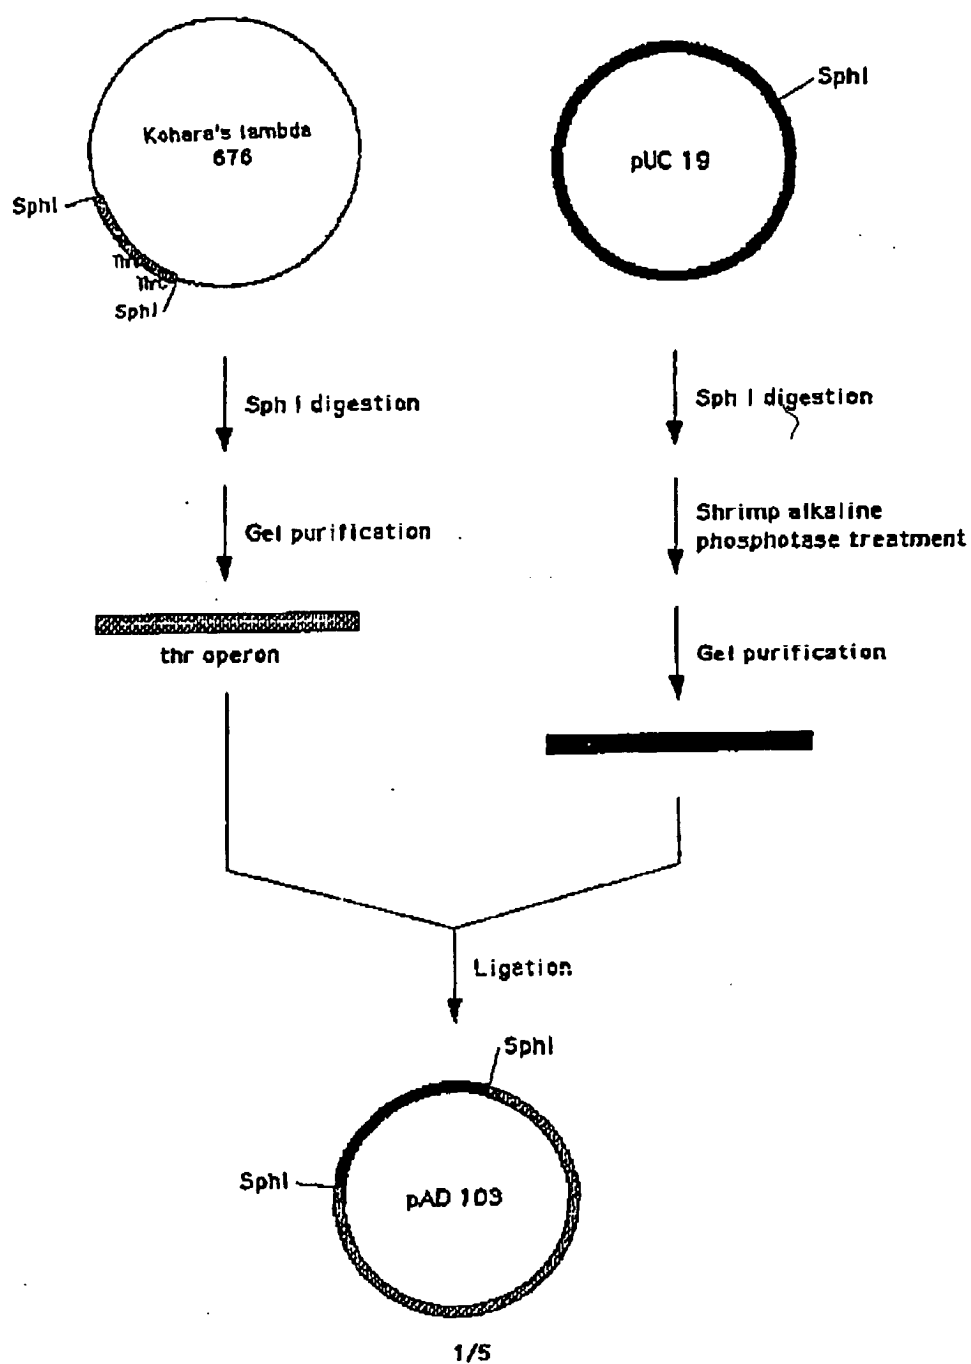 Kohara's lambda
676
SphI
Thr
ThrC
SphI
SphI
pUC 19
Sph I digestion
Gel purification
thr operon
Sph I digestion
Shrimp alkaline
phosphotase treatment
Gel purification
Ligation
SphI
SphI
pAD 103
1/5